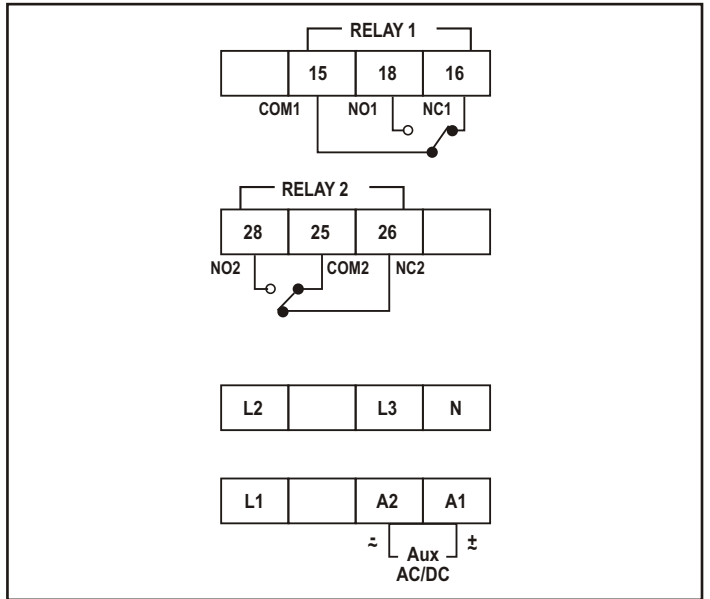 RELAY 1
15 18 16
COM1 NO1 NC1
RELAY 2
28 25 26
NO2 COM2 NC2
L2 L3 N
L1 A2 A1
- ~ Aux ± ~
AC/DC